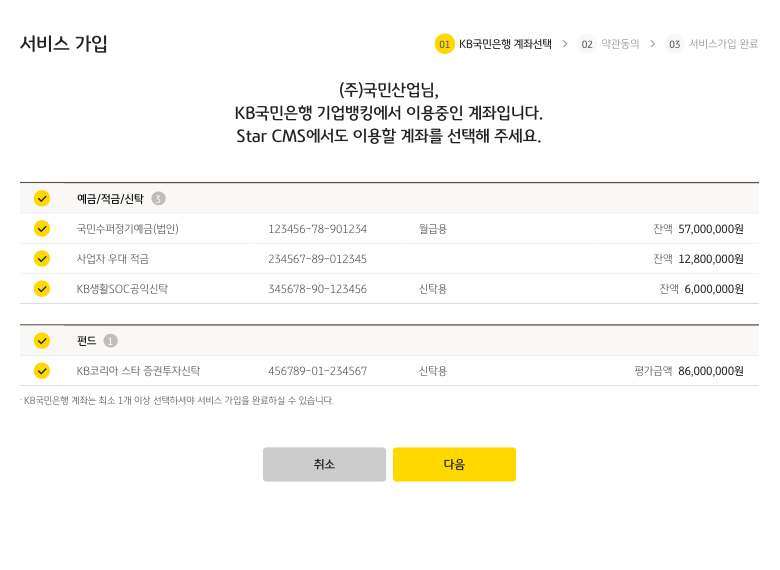 서비스 가입
01 KB국민은행 계좌선택 > 02 약관동의 > 03 서비스가입 완료
(주)국민산업님,
KB국민은행 기업뱅킹에서 이용중인 계좌입니다.
Star CMS에서도 이용할 계좌를 선택해 주세요.
예금/적금/신탁 3
국민수퍼정기예금(법인) 123456-78-901234 월급용 잔액 57,000,000원
사업자 우대 적금 234567-89-012345 잔액 12,800,000원
KB생활SOC공익신탁 345678-90-123456 신탁용 잔액 6,000,000원
펀드 1
KB코리아 스타 증권투자신탁 456789-01-234567 신탁용 평가금액 86,000,000원
· KB국민은행 계좌는 최소 1개 이상 선택하셔야 서비스 가입을 완료하실 수 있습니다.
취소 다음